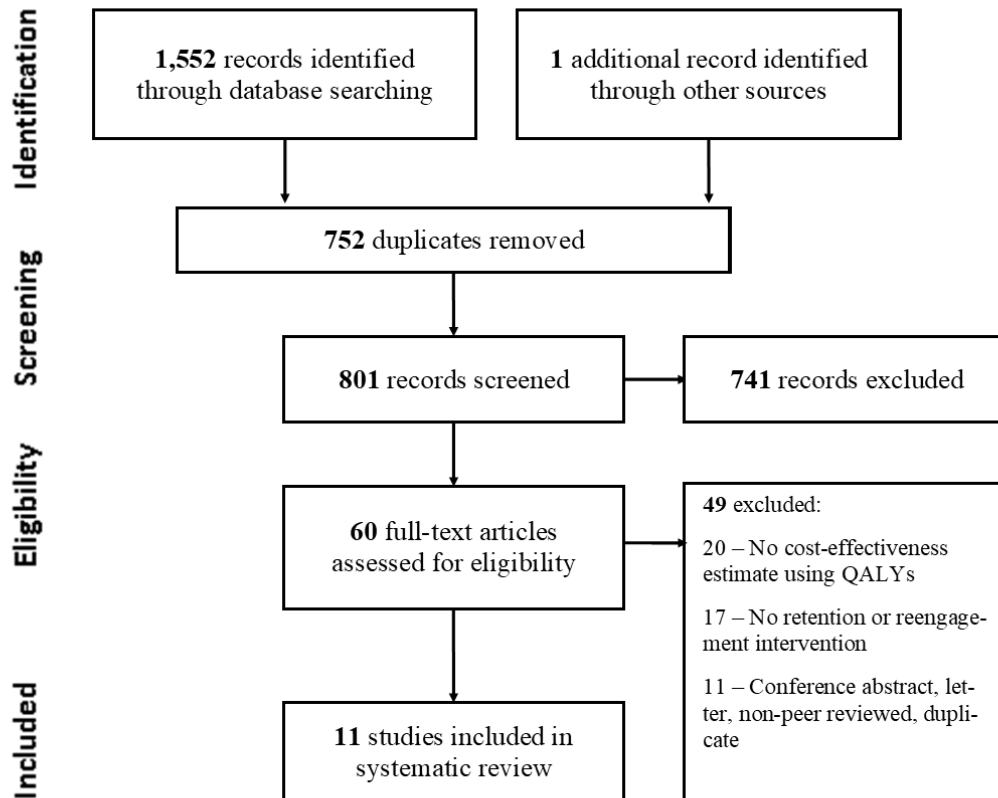 Identification
1,552 records identified
through database searching
1 additional record identified
through other sources
752 duplicates removed
Screening
801 records screened
741 records excluded
Eligibility
60 full-text articles
assessed for eligibility
49 excluded:
20 – No cost-effectiveness
estimate using QALYs
17 – No retention or reengage-
ment intervention
11 – Conference abstract, let-
ter, non-peer reviewed, dupli-
cate
Included
11 studies included in
systematic review